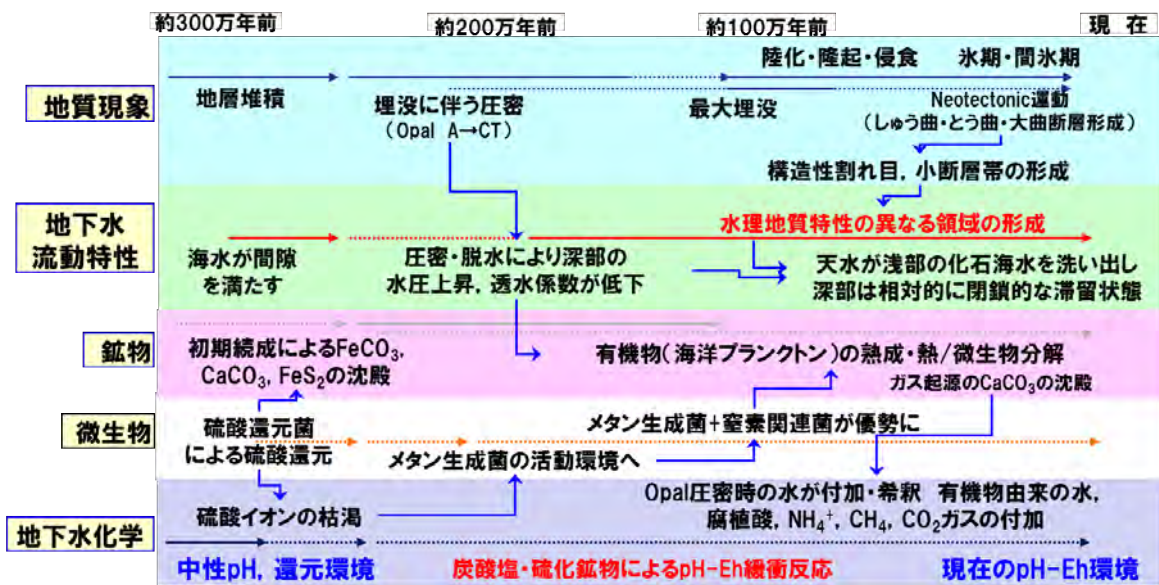 約300万年前
約200万年前
約100万年前
現 在
地質現象
地層堆積
埋没に伴う圧密
（Opal A→CT）
最大埋没
陸化・隆起・侵食
氷期・間氷期
Neotectonic運動
（しゅう曲・とう曲・大曲断層形成）
構造性割れ目，小断層帯の形成
地下水
流動特性
海水が間隙
を満たす
圧密・脱水により深部の
水圧上昇，透水係数が低下
水理地質特性の異なる領域の形成
天水が浅部の化石海水を洗い出し
深部は相対的に閉鎖的な滞留状態
鉱物
初期続成によるFeCO₃，
CaCO₃，FeS₂の沈殿
有機物（海洋プランクトン）の熟成・熱/微生物分解
ガス起源のCaCO₃の沈殿
微生物
硫酸還元菌
による硫酸還元
メタン生成菌の活動環境へ
メタン生成菌+窒素関連菌が優勢に
地下水化学
硫酸イオンの枯渇
Opal圧密時の水が付加・希釈 有機物由来の水，
腐植酸，NH₄⁺，CH₄，CO₂ガスの付加
中性pH，還元環境
炭酸塩・硫化鉱物によるpH-Eh緩衝反応
現在のpH-Eh環境